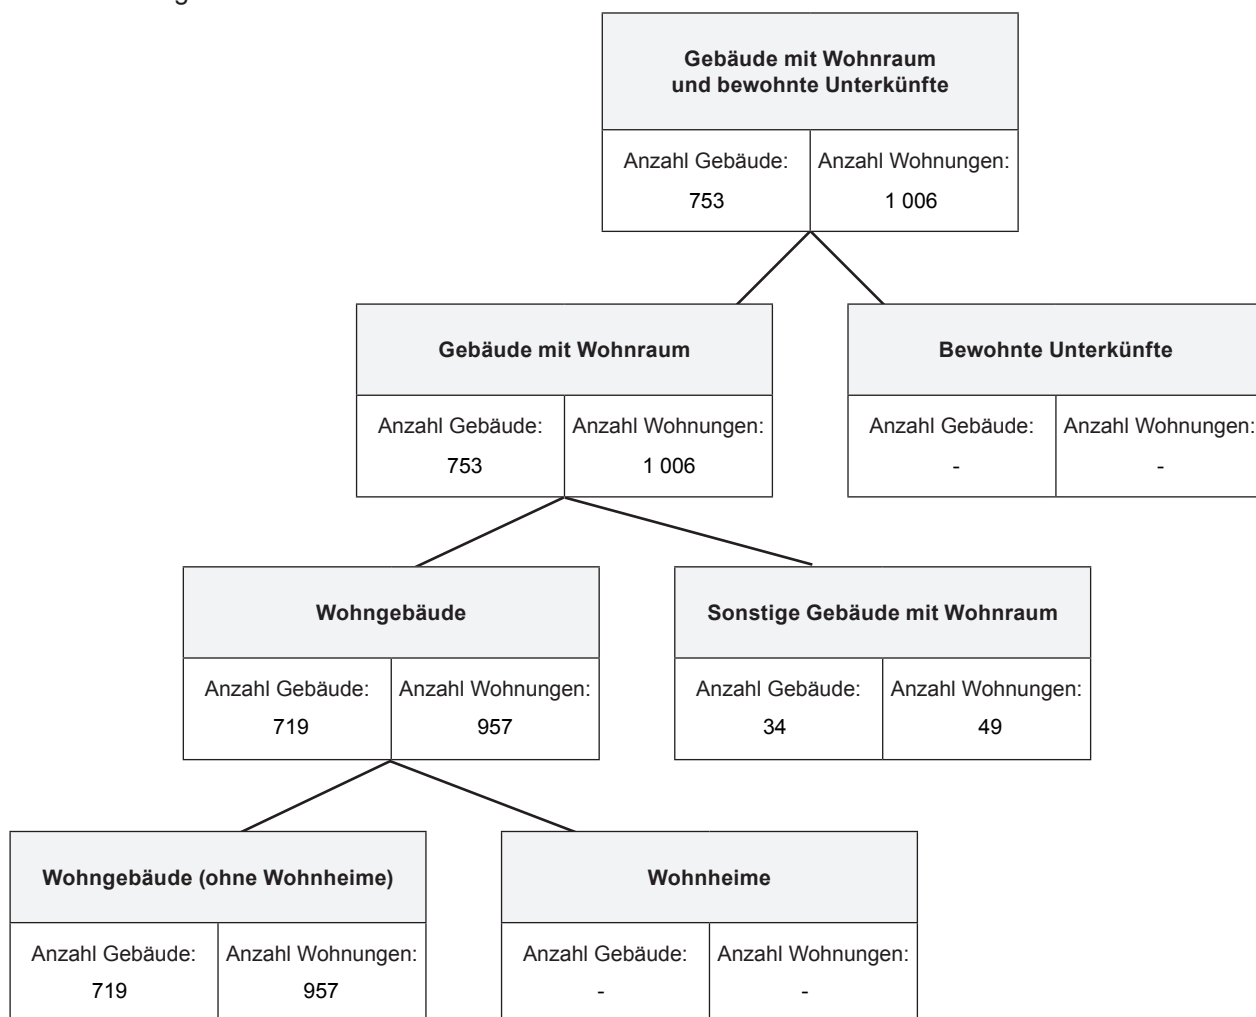 Gebäude mit Wohnraum
und bewohnte Unterkünfte
Anzahl Gebäude: Anzahl Wohnungen:
753 1 006
Gebäude mit Wohnraum
Bewohnte Unterkünfte
Anzahl Gebäude: Anzahl Wohnungen:
753 1 006
Anzahl Gebäude: Anzahl Wohnungen:
- -
Wohngebäude
Sonstige Gebäude mit Wohnraum
Anzahl Gebäude: Anzahl Wohnungen:
719 957
Anzahl Gebäude: Anzahl Wohnungen:
34 49
Wohngebäude (ohne Wohnheime)
Wohnheime
Anzahl Gebäude: Anzahl Wohnungen:
719 957
Anzahl Gebäude: Anzahl Wohnungen:
- -